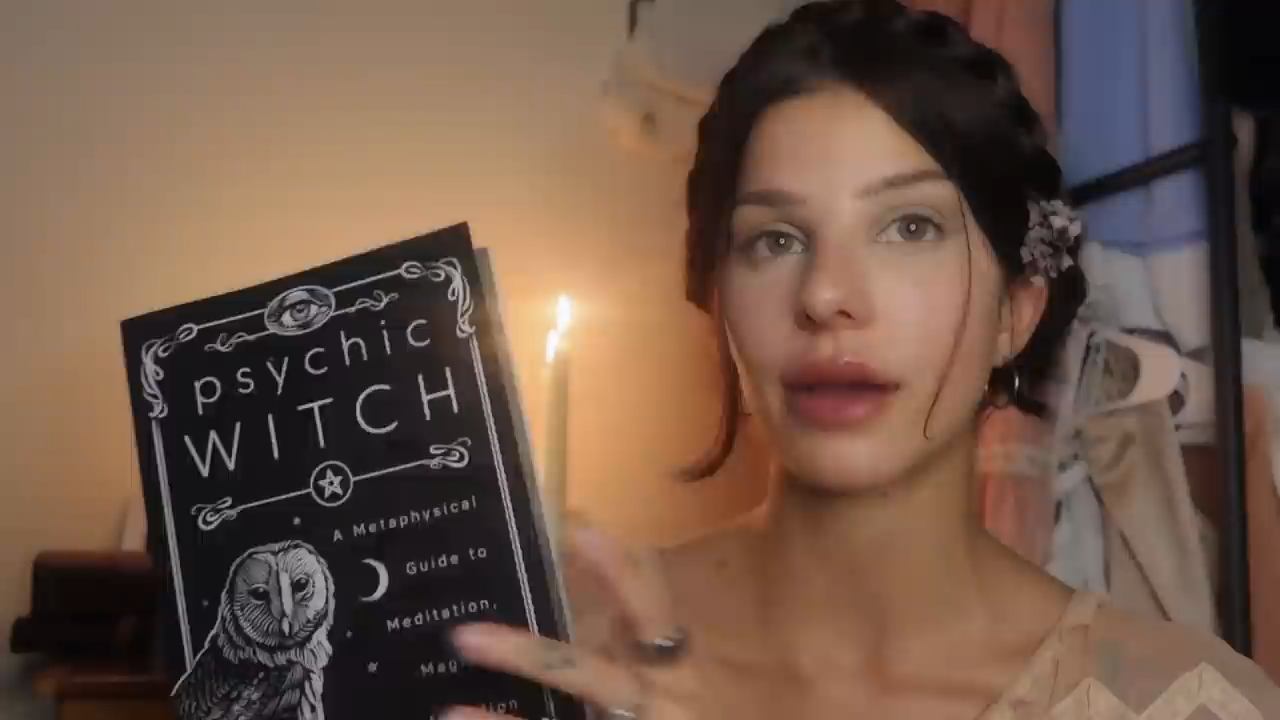 psychic
WITCH
A Metaphysical
Guide to
Meditation,